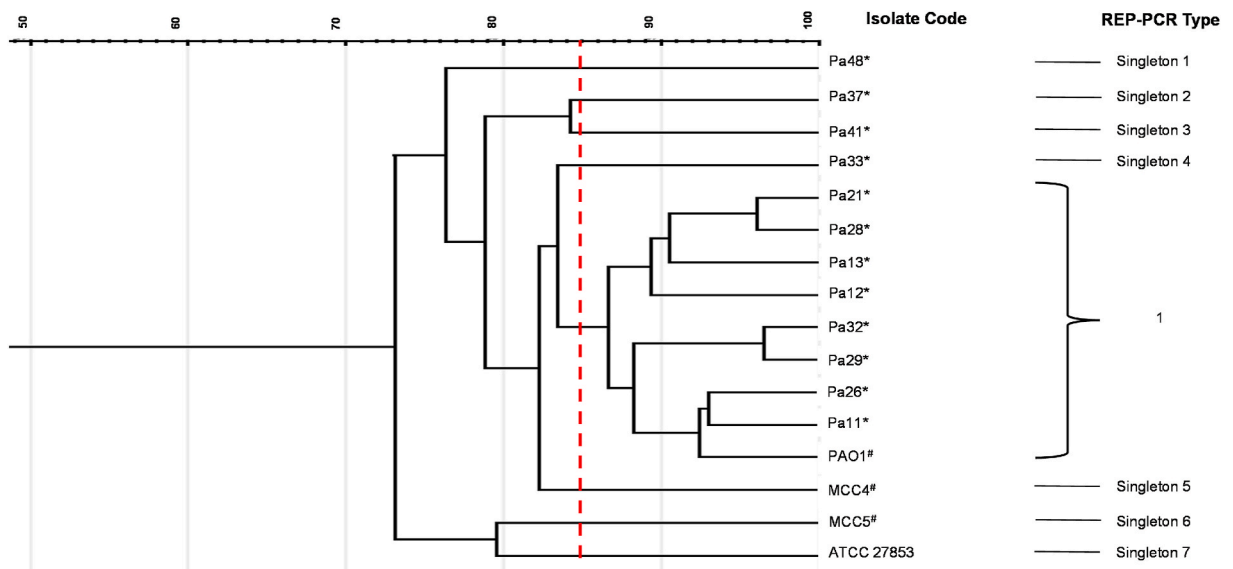 50 60 70 80 90 100 Isolate Code REP-PCR Type
Pa48* Singleton 1
Pa37* Singleton 2
Pa41* Singleton 3
Pa33* Singleton 4
Pa21*
Pa28*
Pa13*
Pa12*
Pa32* 1
Pa29*
Pa26*
Pa11*
PAO1#
MCC4# Singleton 5
MCC5# Singleton 6
ATCC 27853 Singleton 7